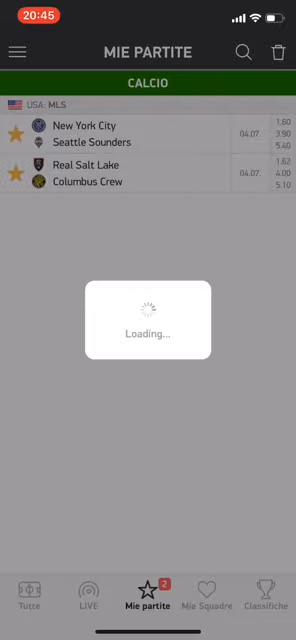 20:45
MIE PARTITE
CALCIO
USA: MLS
New York City
Seattle Sounders
04.07.
1.60
3.90
5.40
Real Salt Lake
Columbus Crew
04.07.
1.62
4.00
5.10
Loading...
2
Tutte
LIVE
Mie partite
Mie Squadre
Classifiche